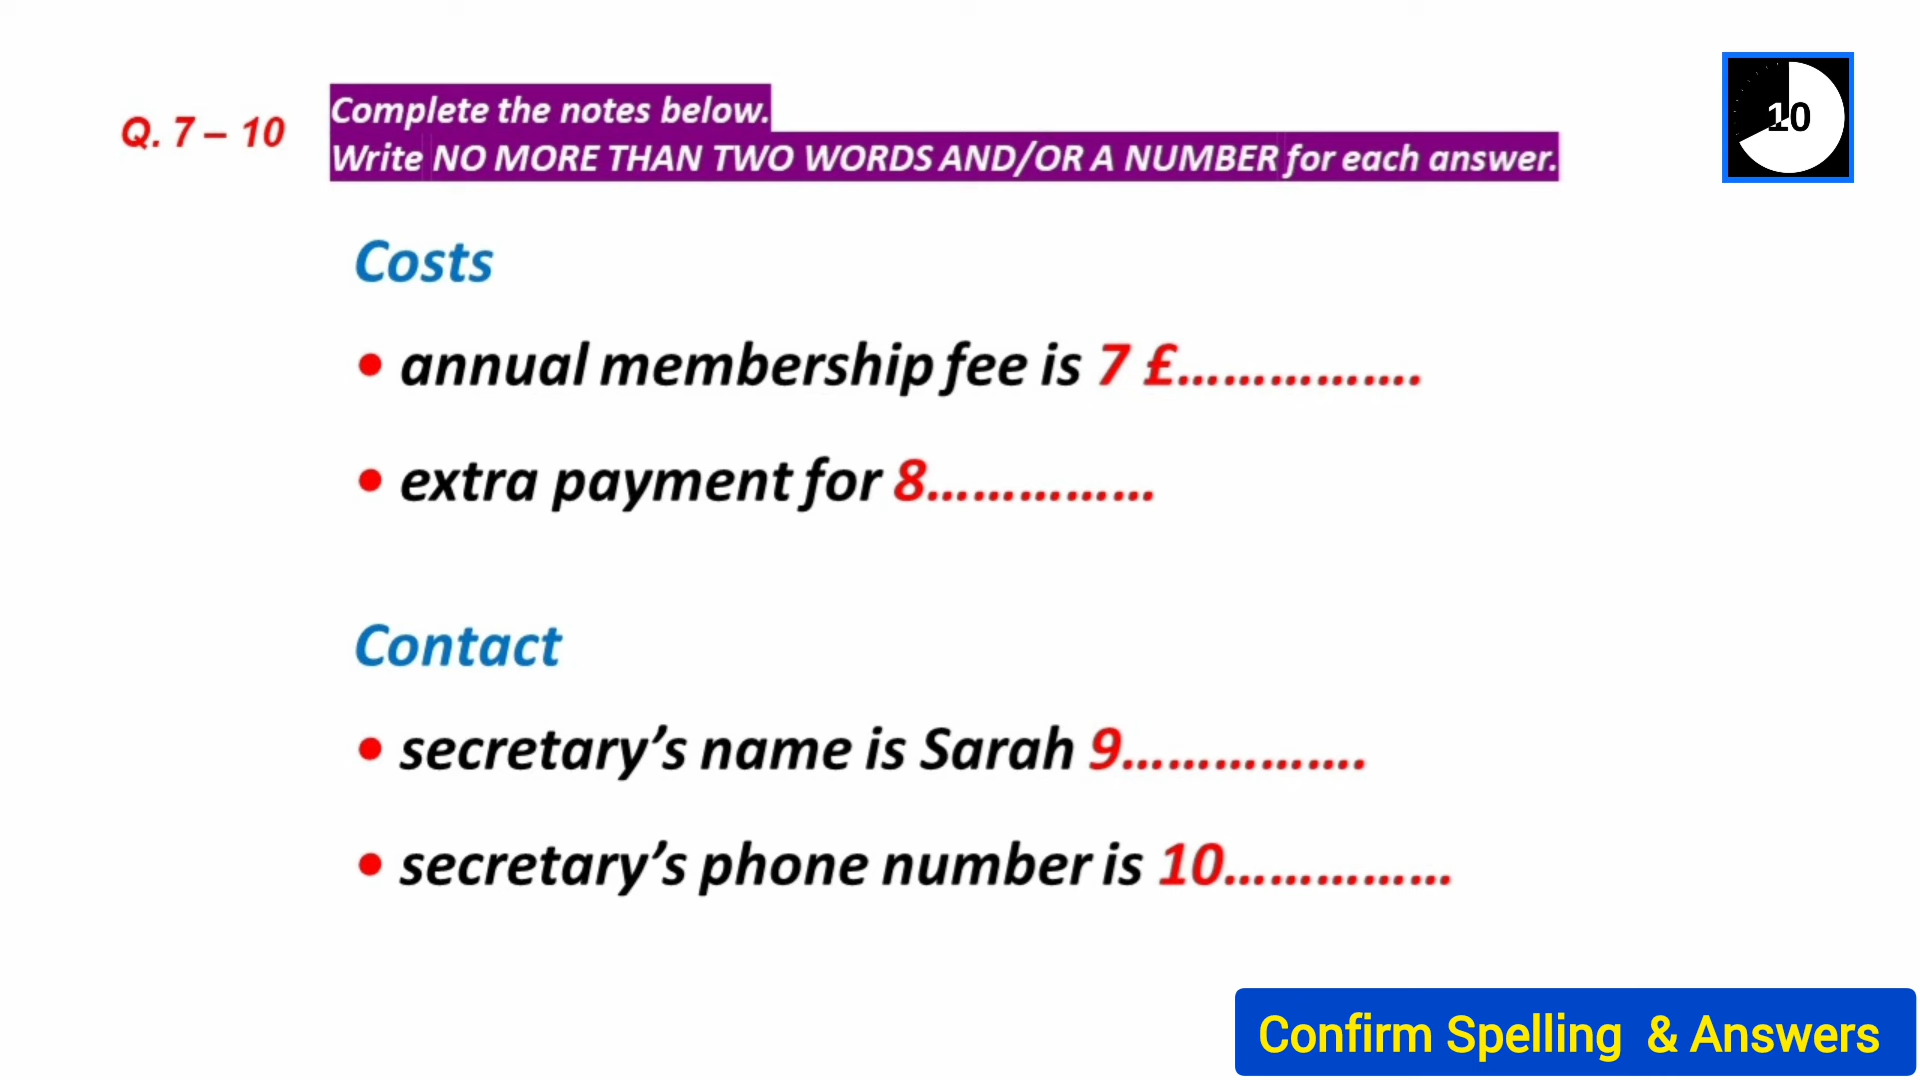 Q. 7 – 10
Complete the notes below.
Write NO MORE THAN TWO WORDS AND/OR A NUMBER for each answer.
10
Costs
• annual membership fee is 7 £................
• extra payment for 8...............
Contact
• secretary’s name is Sarah 9................
• secretary’s phone number is 10...............
Confirm Spelling & Answers